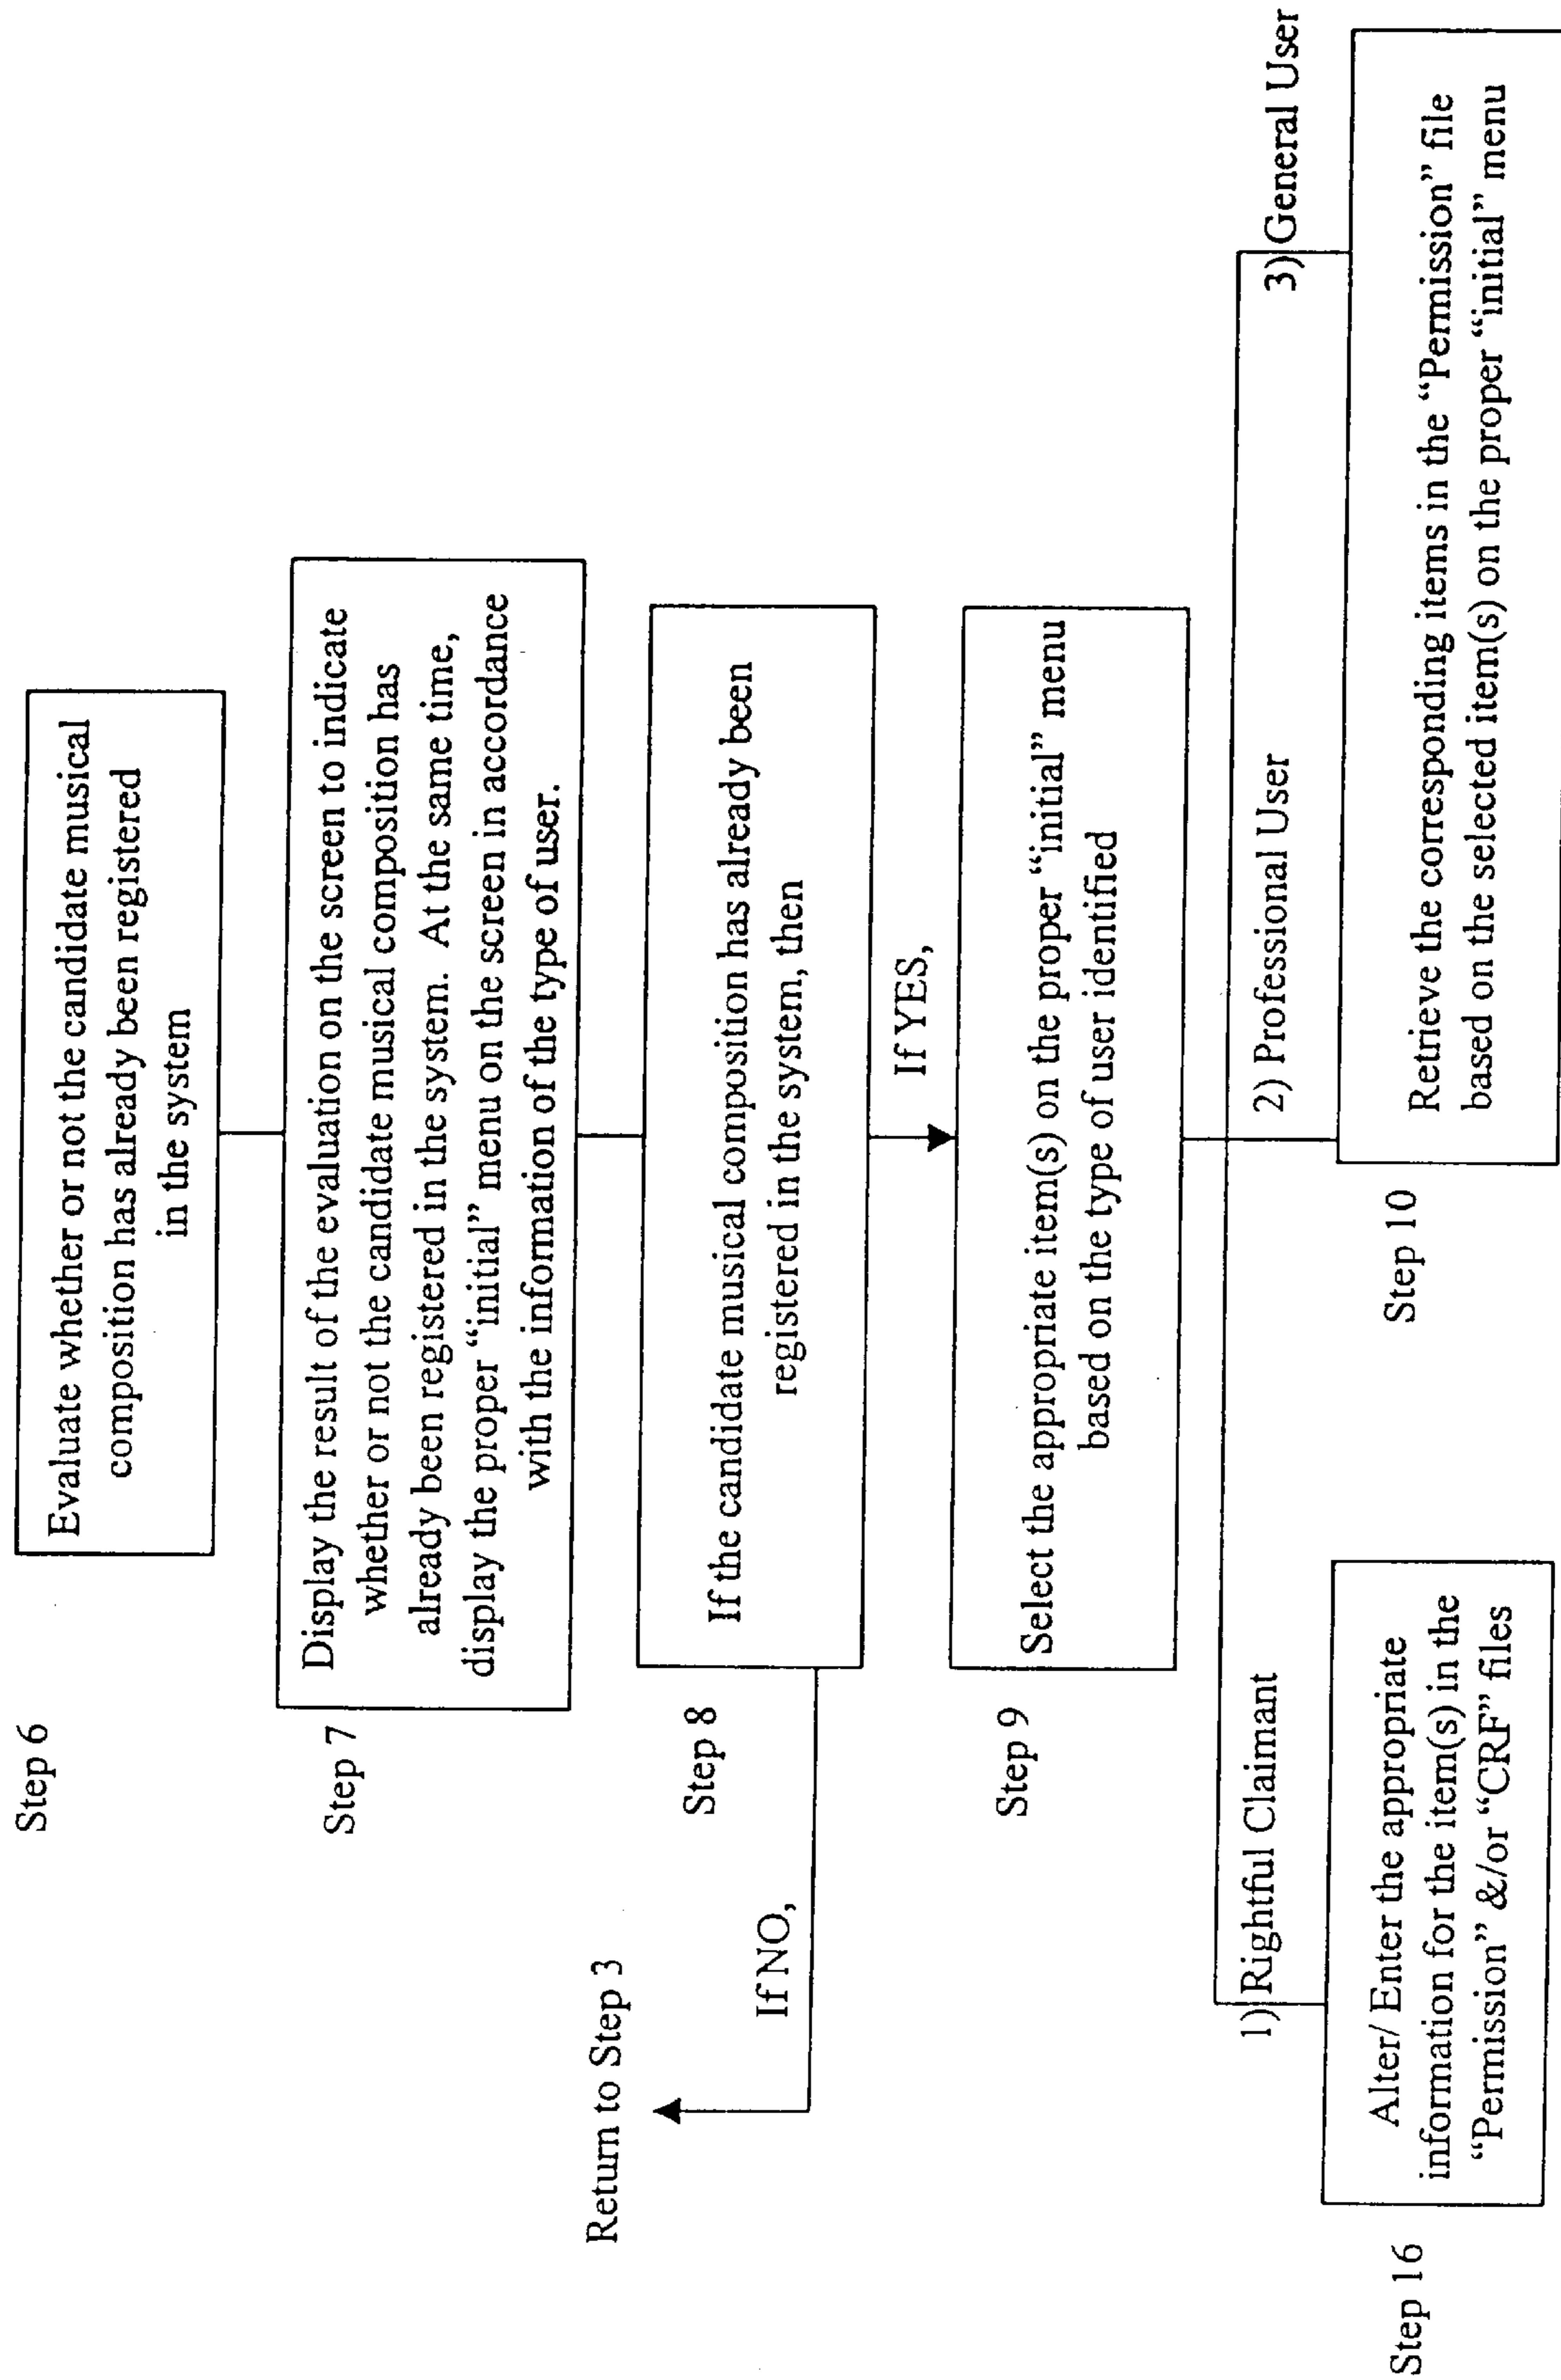 Step 6
Evaluate whether or not the candidate musical
composition has already been registered
in the system
Step 7
Display the result of the evaluation on the screen to indicate
whether or not the candidate musical composition has
already been registered in the system. At the same time,
display the proper “initial” menu on the screen in accordance
with the information of the type of user.
Return to Step 3
Step 8
If the candidate musical composition has already been
registered in the system, then
If NO,
If YES,
Step 9
Select the appropriate item(s) on the proper “initial” menu
based on the type of user identified
1) Rightful Claimant
2) Professional User
3) General User
Step 16
Alter/ Enter the appropriate
information for the item(s) in the
“Permission” &/or “CRF” files
Step 10
Retrieve the corresponding items in the “Permission” file
based on the selected item(s) on the proper “initial” menu